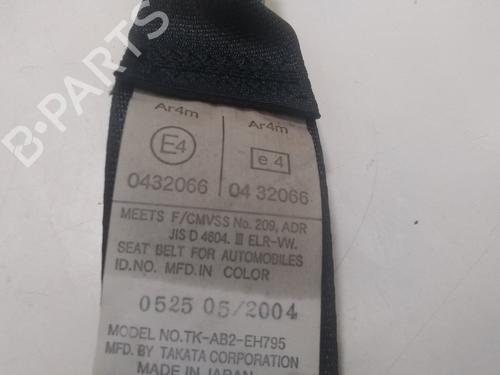 B-PARTS
Ar4m Ar4m
E4 e 4
0432066 04 32066
MEETS F/CMVSS No. 209, ADR
JIS D 4604. III ELR-VW.
SEAT BELT FOR AUTOMOBILES
ID.NO. MFD.IN COLOR
0525 05/2004
MODEL NO.TK-AB2-EH795
MFD. BY TAKATA CORPORATION
MADE IN JAPAN